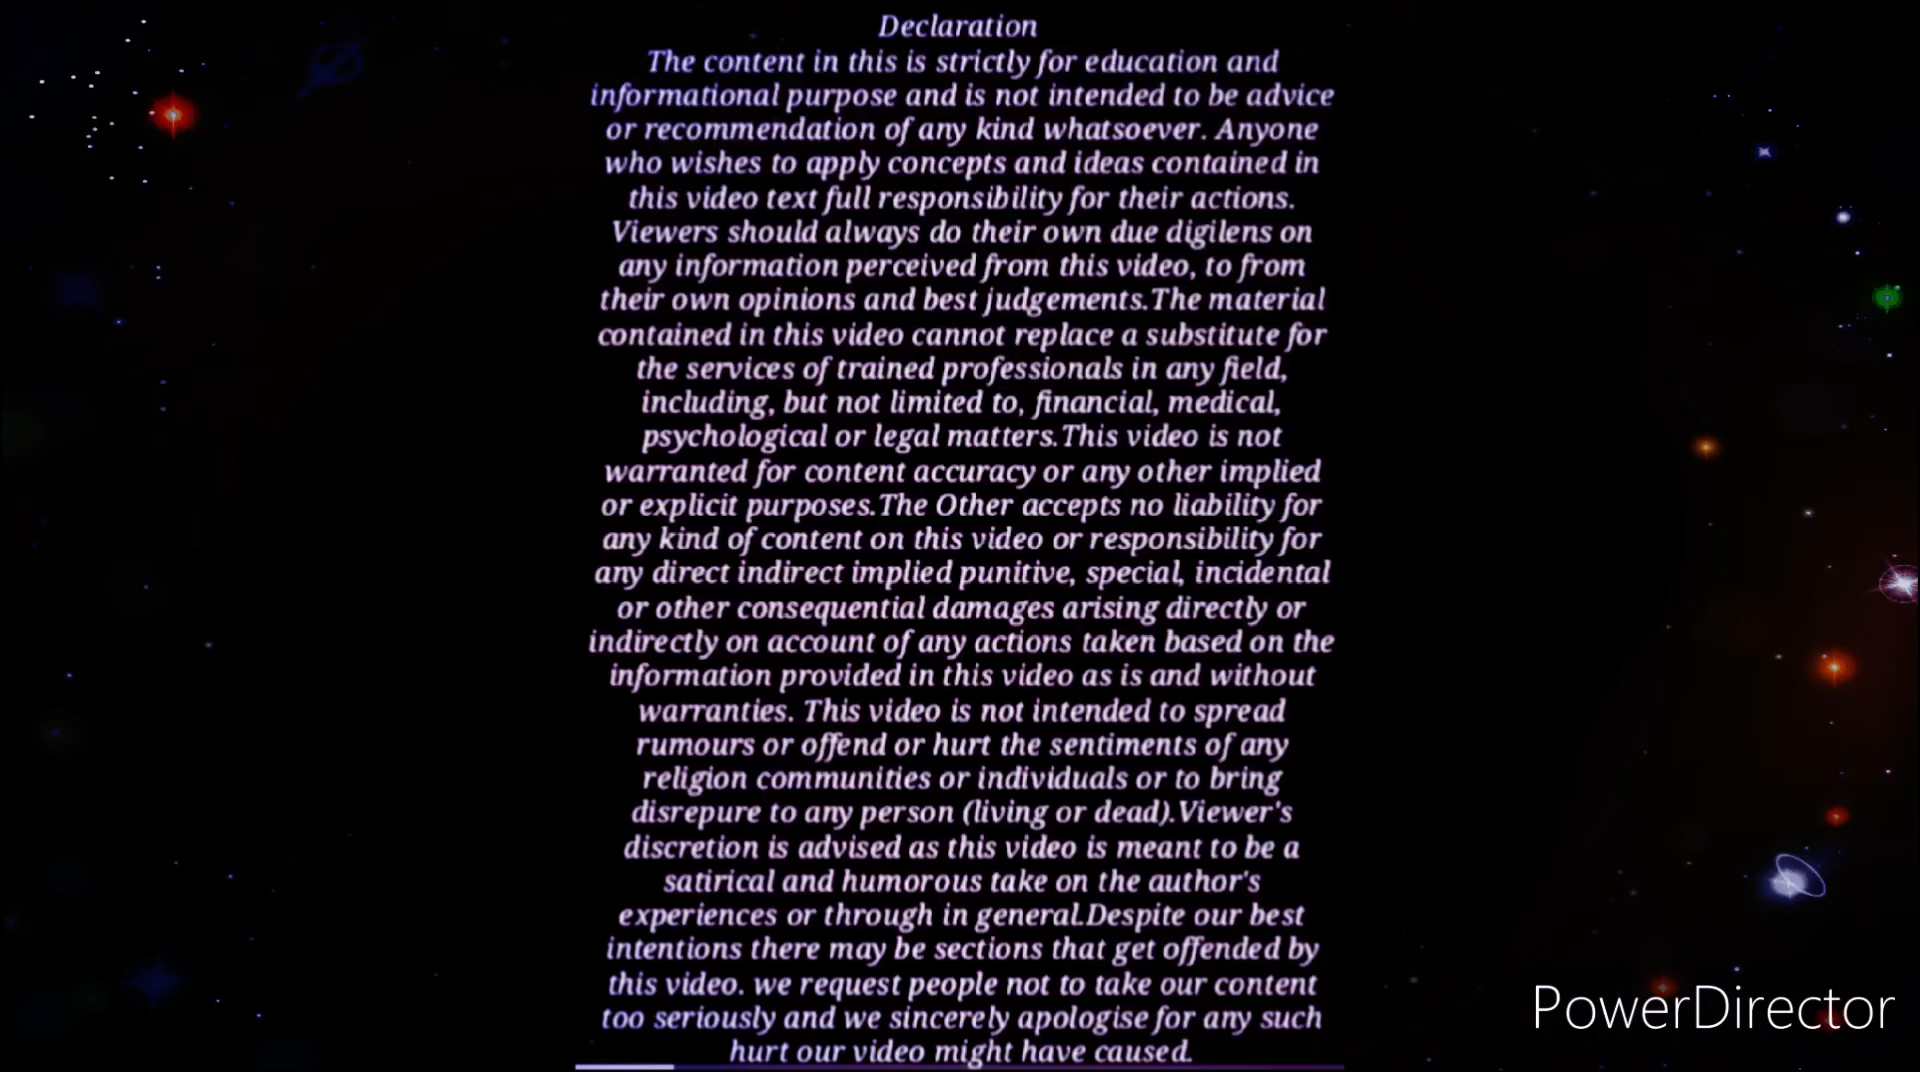 Declaration
The content in this is strictly for education and
informational purpose and is not intended to be advice
or recommendation of any kind whatsoever. Anyone
who wishes to apply concepts and ideas contained in
this video text full responsibility for their actions.
Viewers should always do their own due digilens on
any information perceived from this video, to from
their own opinions and best judgements.The material
contained in this video cannot replace a substitute for
the services of trained professionals in any field,
including, but not limited to, financial, medical,
psychological or legal matters.This video is not
warranted for content accuracy or any other implied
or explicit purposes.The Other accepts no liability for
any kind of content on this video or responsibility for
any direct indirect implied punitive, special, incidental
or other consequential damages arising directly or
indirectly on account of any actions taken based on the
information provided in this video as is and without
warranties. This video is not intended to spread
rumours or offend or hurt the sentiments of any
religion communities or individuals or to bring
disrepure to any person (living or dead).Viewer's
discretion is advised as this video is meant to be a
satirical and humorous take on the author's
experiences or through in general.Despite our best
intentions there may be sections that get offended by
this video. we request people not to take our content
too seriously and we sincerely apologise for any such
hurt our video might have caused.
PowerDirector